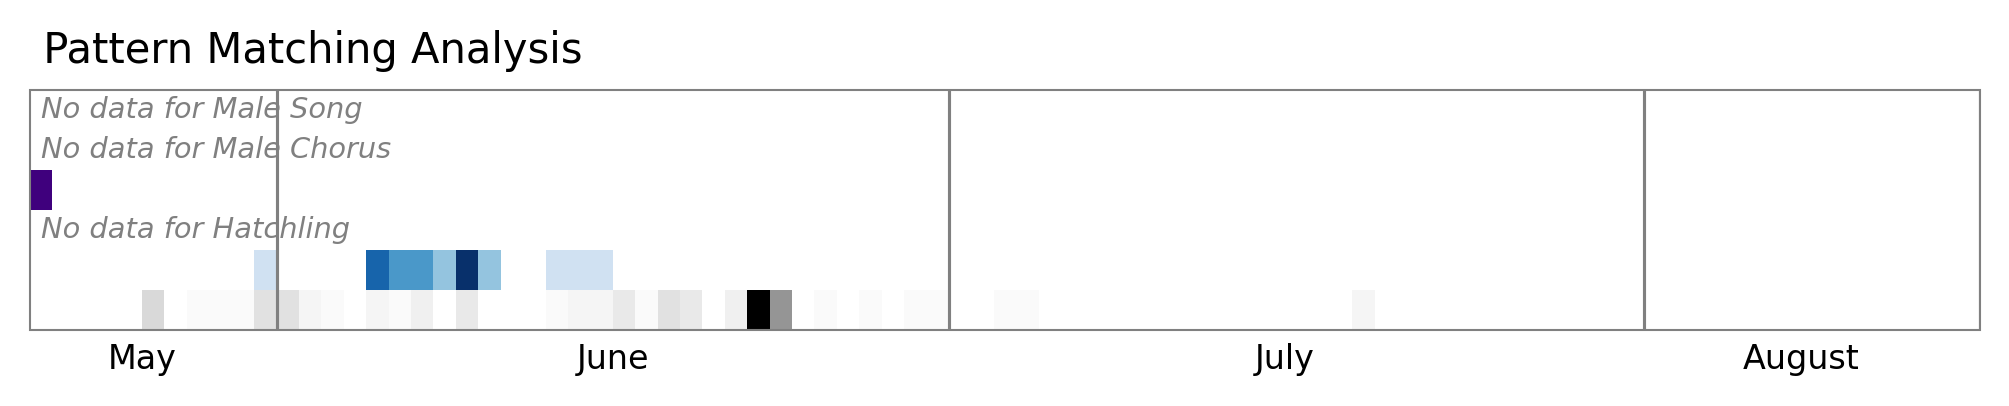 Pattern Matching Analysis
No data for Male Song
No data for Male Chorus
No data for Hatchling
May June July August